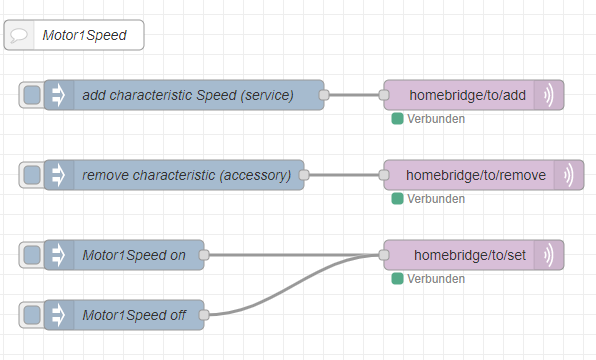 Motor1Speed
add characteristic Speed (service)
homebridge/to/add
Verbunden
remove characteristic (accessory)
homebridge/to/remove
Verbunden
Motor1Speed on
homebridge/to/set
Verbunden
Motor1Speed off